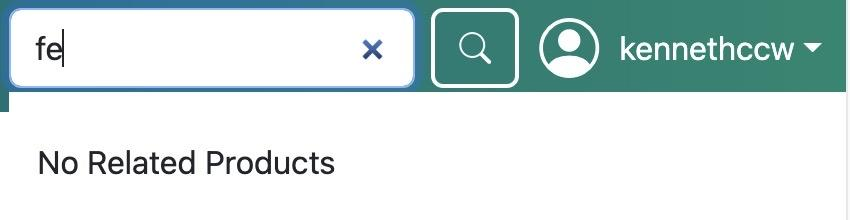 fe
kennethccw
No Related Products